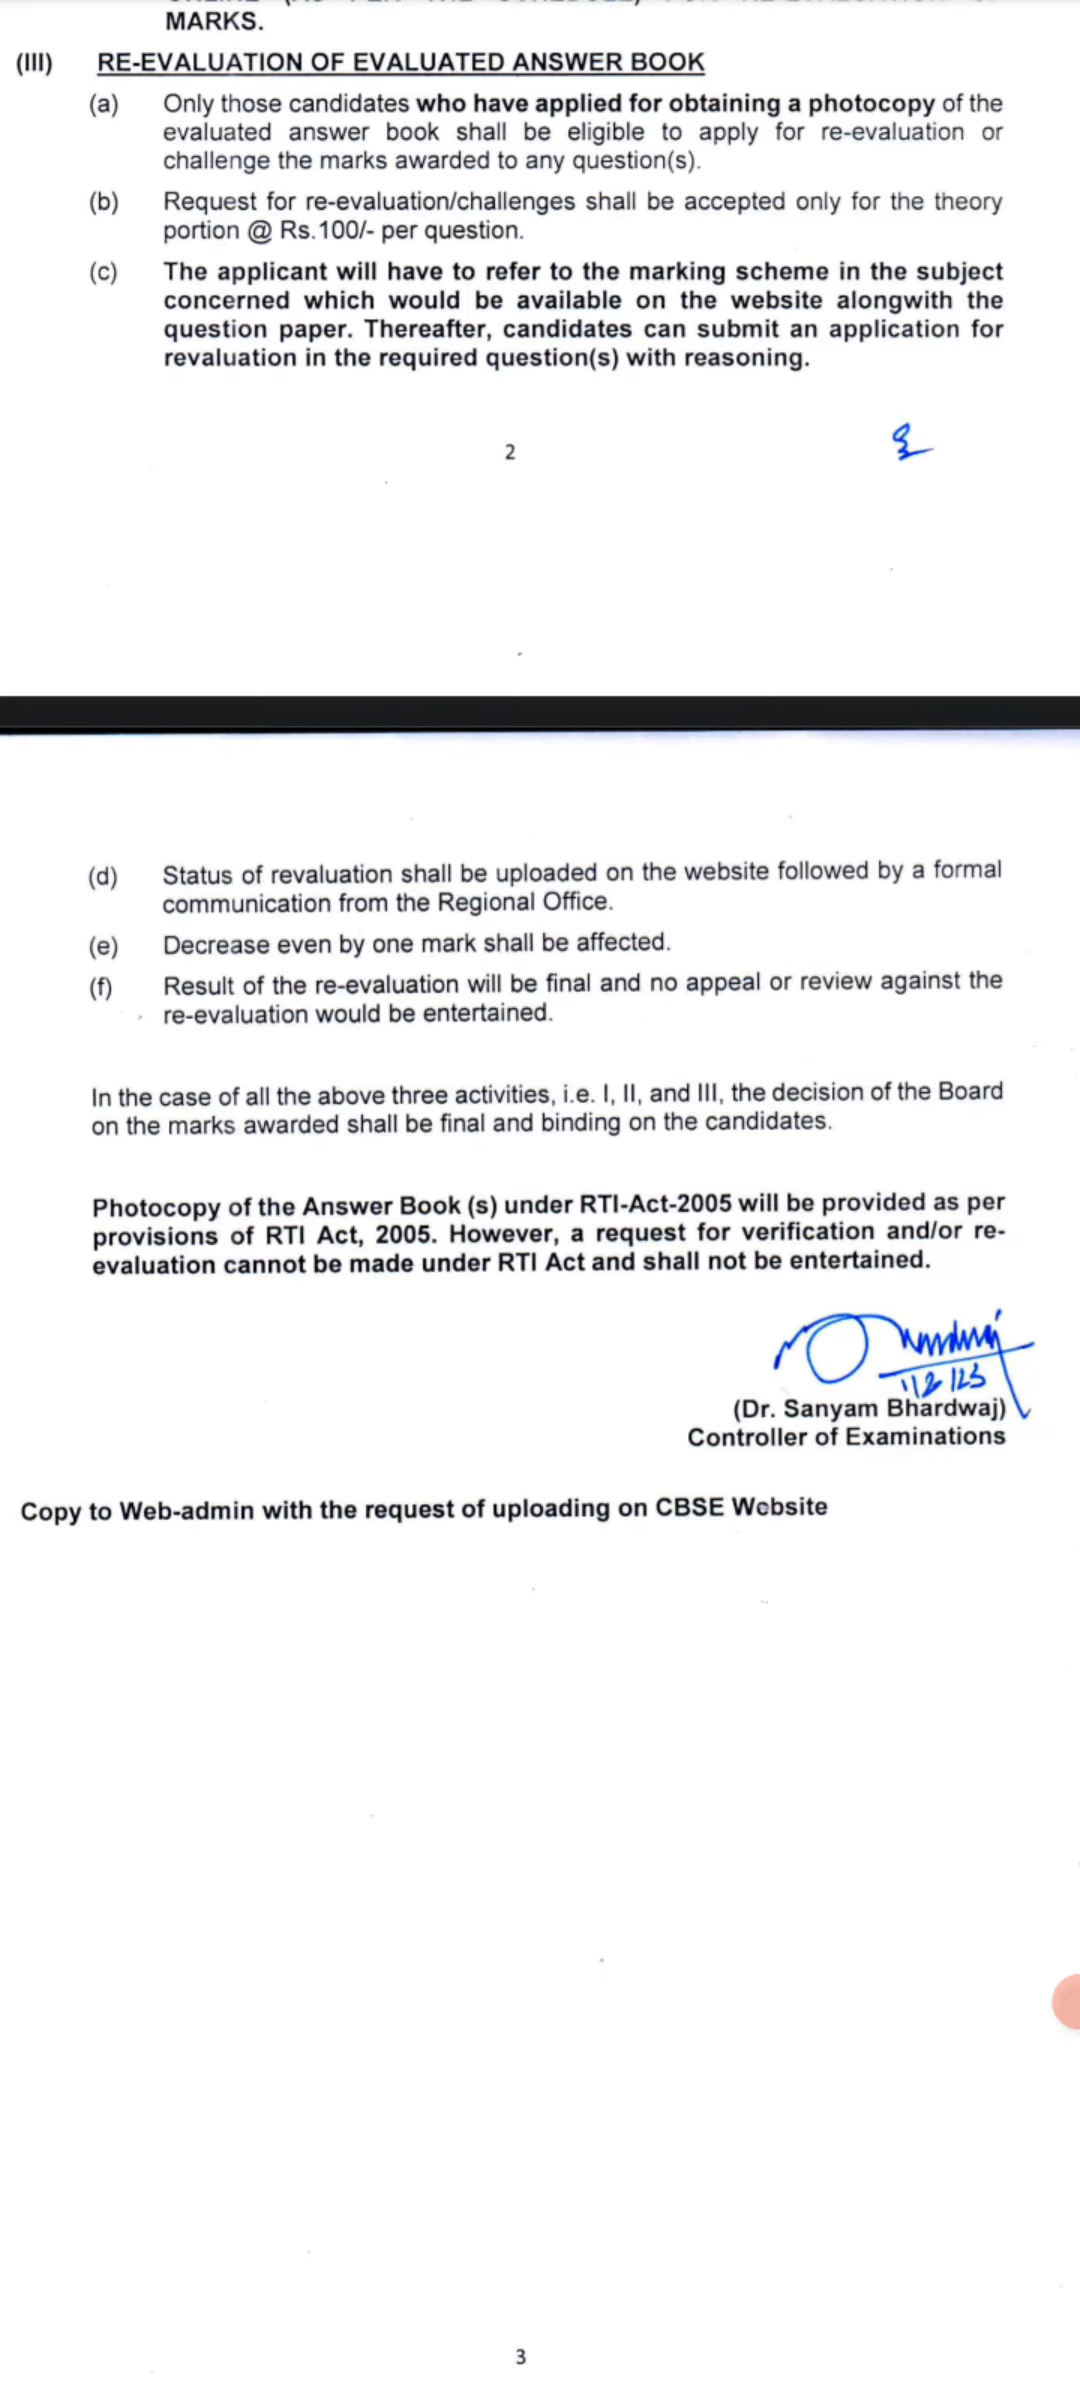 MARKS.
(III) RE-EVALUATION OF EVALUATED ANSWER BOOK
(a) Only those candidates who have applied for obtaining a photocopy of the
evaluated answer book shall be eligible to apply for re-evaluation or
challenge the marks awarded to any question(s).
(b) Request for re-evaluation/challenges shall be accepted only for the theory
portion @ Rs.100/- per question.
(c) The applicant will have to refer to the marking scheme in the subject
concerned which would be available on the website alongwith the
question paper. Thereafter, candidates can submit an application for
revaluation in the required question(s) with reasoning.
2
(d) Status of revaluation shall be uploaded on the website followed by a formal
communication from the Regional Office.
(e) Decrease even by one mark shall be affected.
(f) Result of the re-evaluation will be final and no appeal or review against the
re-evaluation would be entertained.
In the case of all the above three activities, i.e. I, II, and III, the decision of the Board
on the marks awarded shall be final and binding on the candidates.
Photocopy of the Answer Book (s) under RTI-Act-2005 will be provided as per
provisions of RTI Act, 2005. However, a request for verification and/or re-
evaluation cannot be made under RTI Act and shall not be entertained.
(Dr. Sanyam Bhardwaj)
Controller of Examinations
Copy to Web-admin with the request of uploading on CBSE Website
3